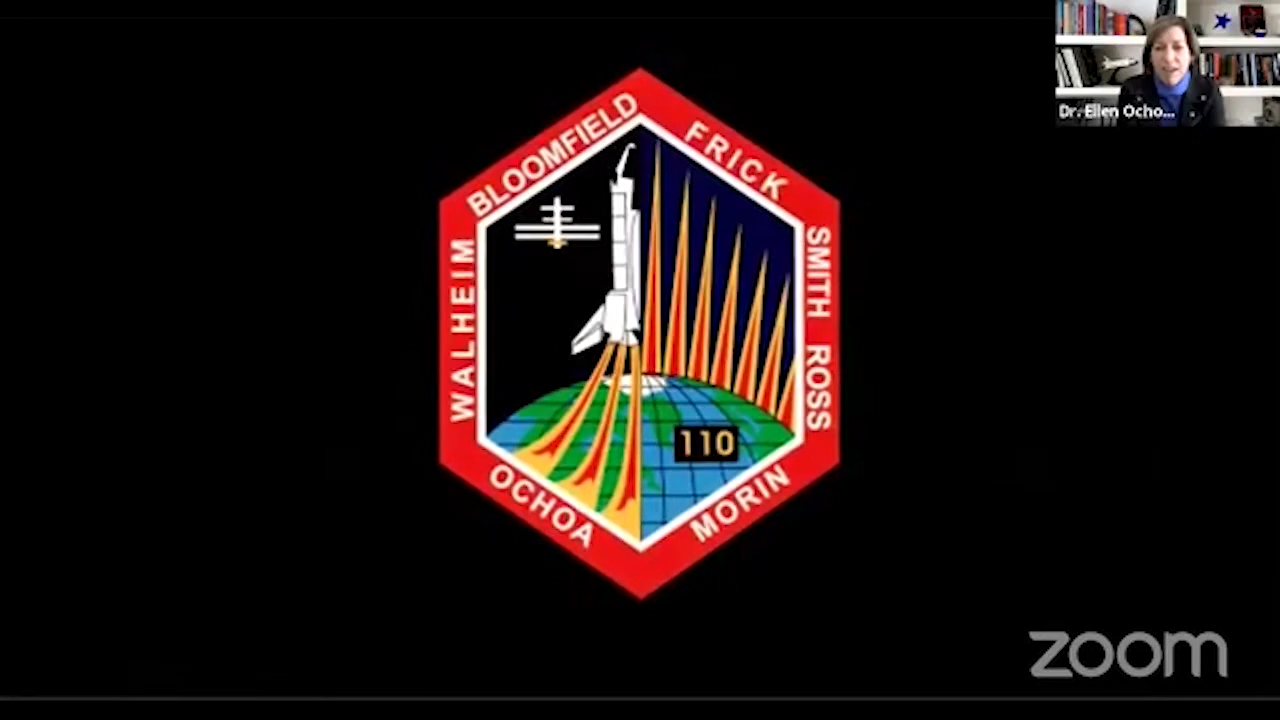 Dr. Ellen Ocho...
BLOOMFIELD
FRICK
SMITH ROSS
MORIN
OCHOA
WALHEIM
110
zoom